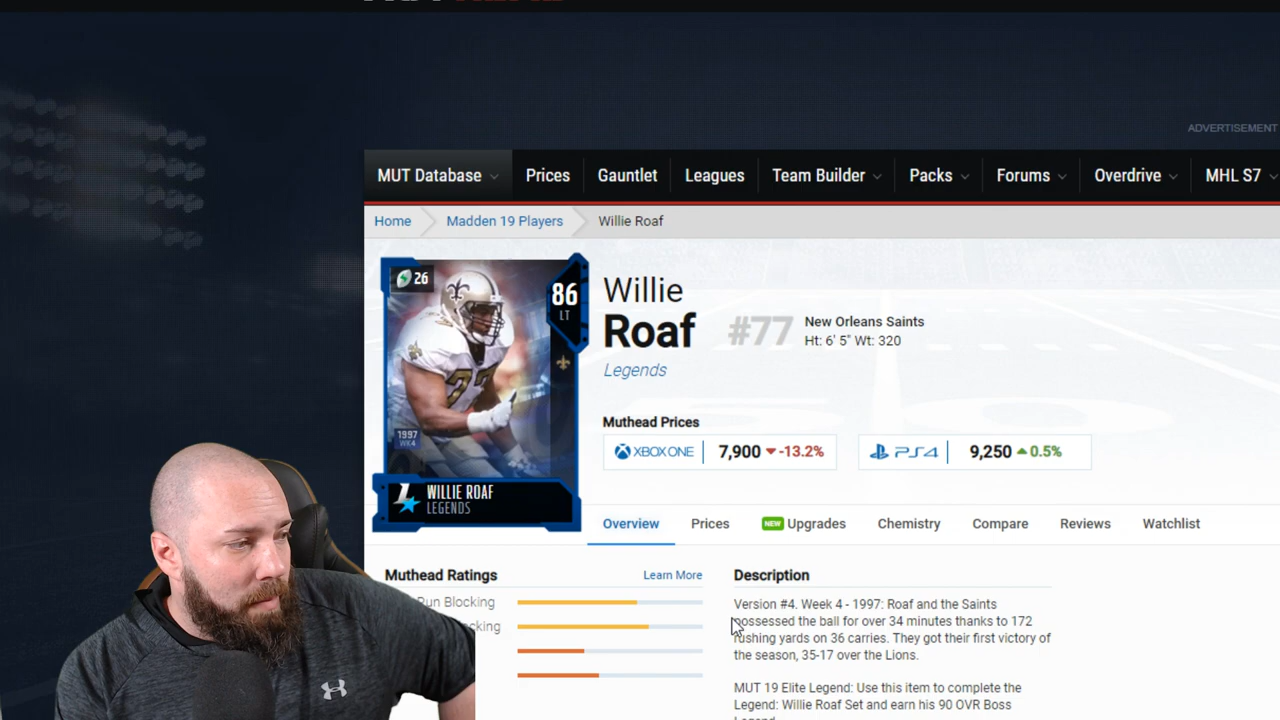 ADVERTISEMENT
MUT Database
Prices
Gauntlet
Leagues
Team Builder
Packs
Forums
Overdrive
MHL S7
Home
Madden 19 Players
Willie Roaf
26
86
LT
77
1997
WK4
WILLIE ROAF
LEGENDS
Willie
Roaf
#77
New Orleans Saints
Ht: 6' 5" Wt: 320
Legends
Muthead Prices
XBOX ONE
7,900
-13.2%
PS4
9,250
0.5%
Overview
Prices
NEW Upgrades
Chemistry
Compare
Reviews
Watchlist
Muthead Ratings
Learn More
Run Blocking
Description
Version #4. Week 4 - 1997: Roaf and the Saints
possessed the ball for over 34 minutes thanks to 172
rushing yards on 36 carries. They got their first victory of
the season, 35-17 over the Lions.
MUT 19 Elite Legend: Use this item to complete the
Legend: Willie Roaf Set and earn his 90 OVR Boss